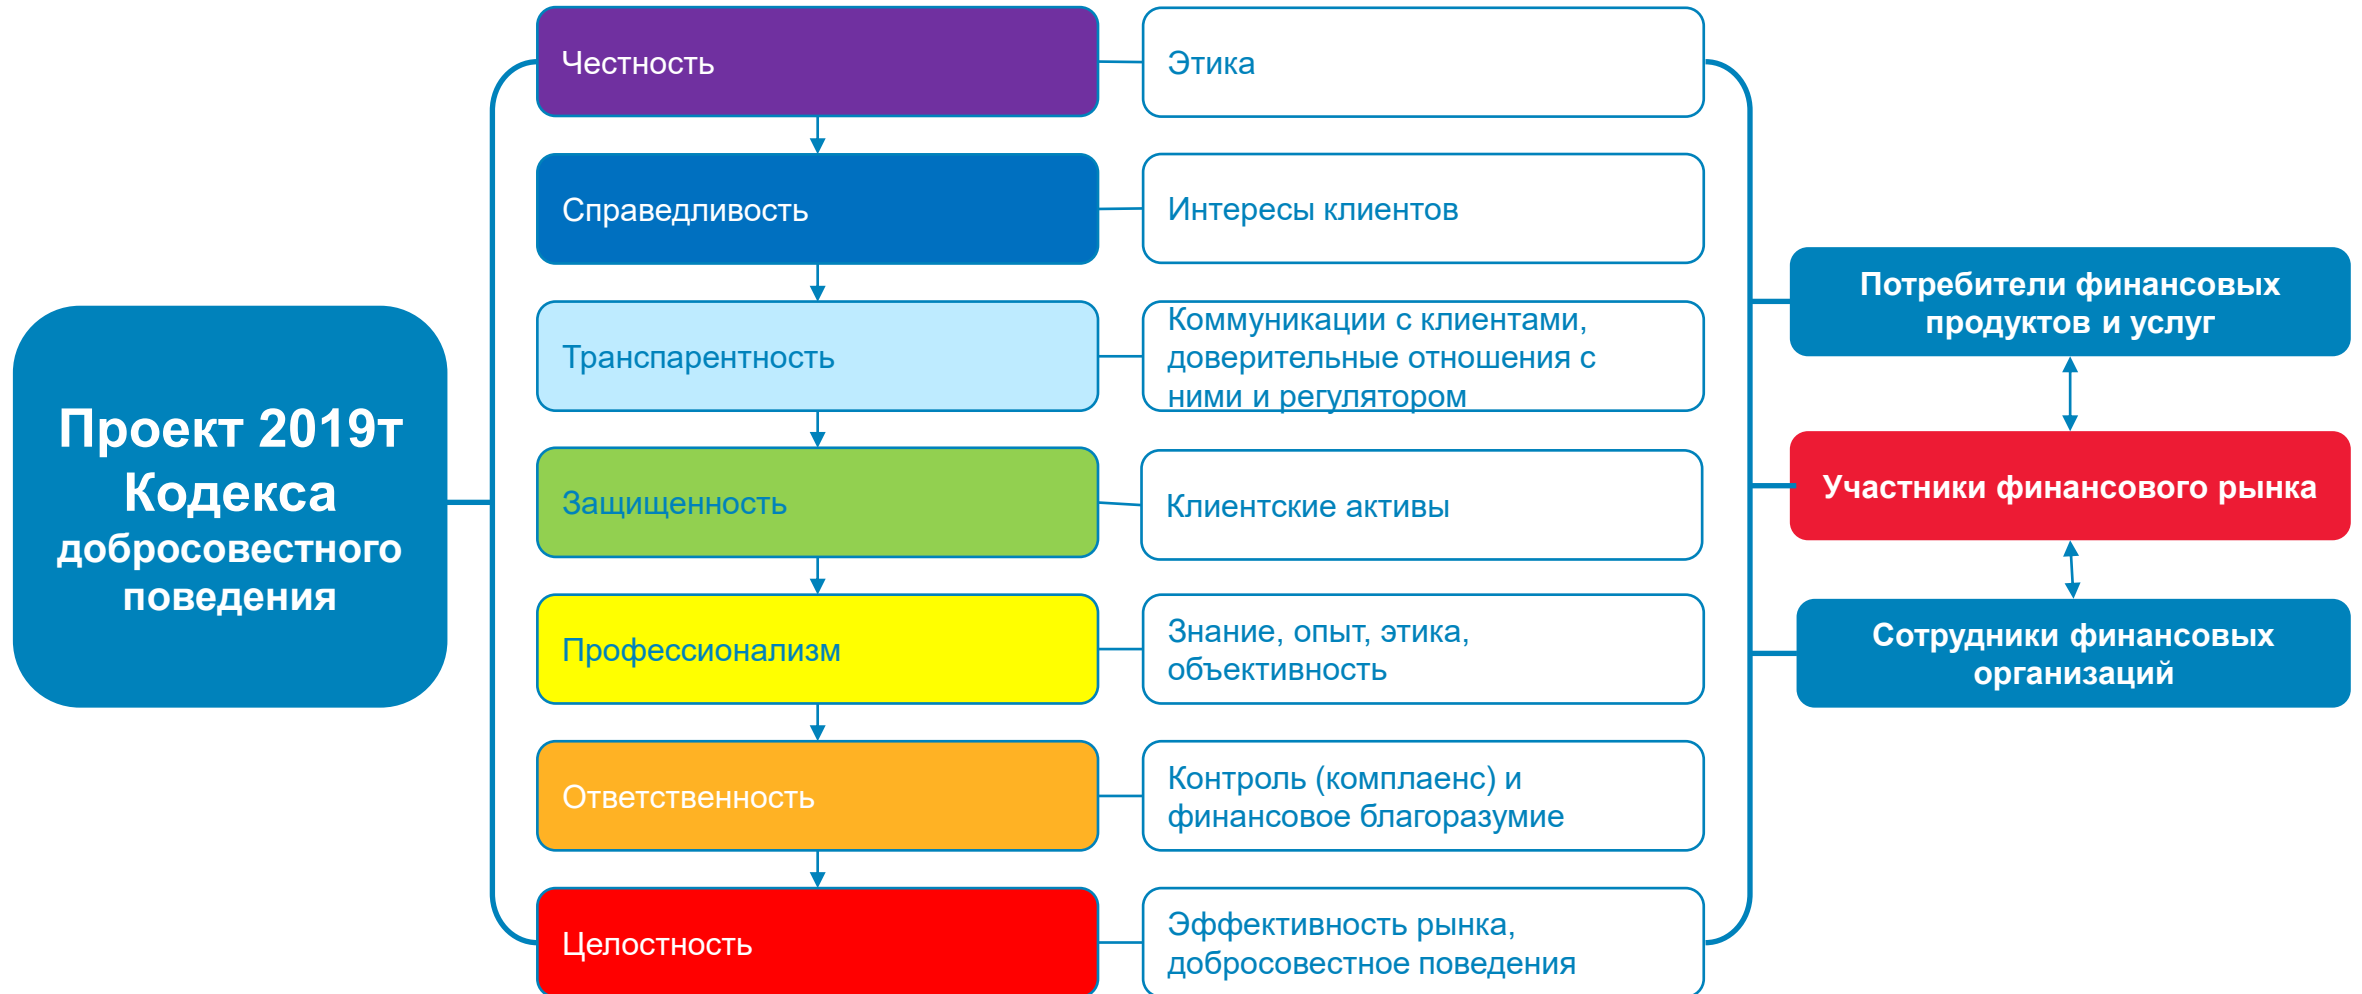 Проект 2019т
Кодекса
добросовестного
поведения
Честность
Этика
Справедливость
Интересы клиентов
Транспарентность
Коммуникации с клиентами,
доверительные отношения с
ними и регулятором
Защищенность
Клиентские активы
Профессионализм
Знание, опыт, этика,
объективность
Ответственность
Контроль (комплаенс) и
финансовое благоразумие
Целостность
Эффективность рынка,
добросовестное поведения
Потребители финансовых
продуктов и услуг
Участники финансового рынка
Сотрудники финансовых
организаций